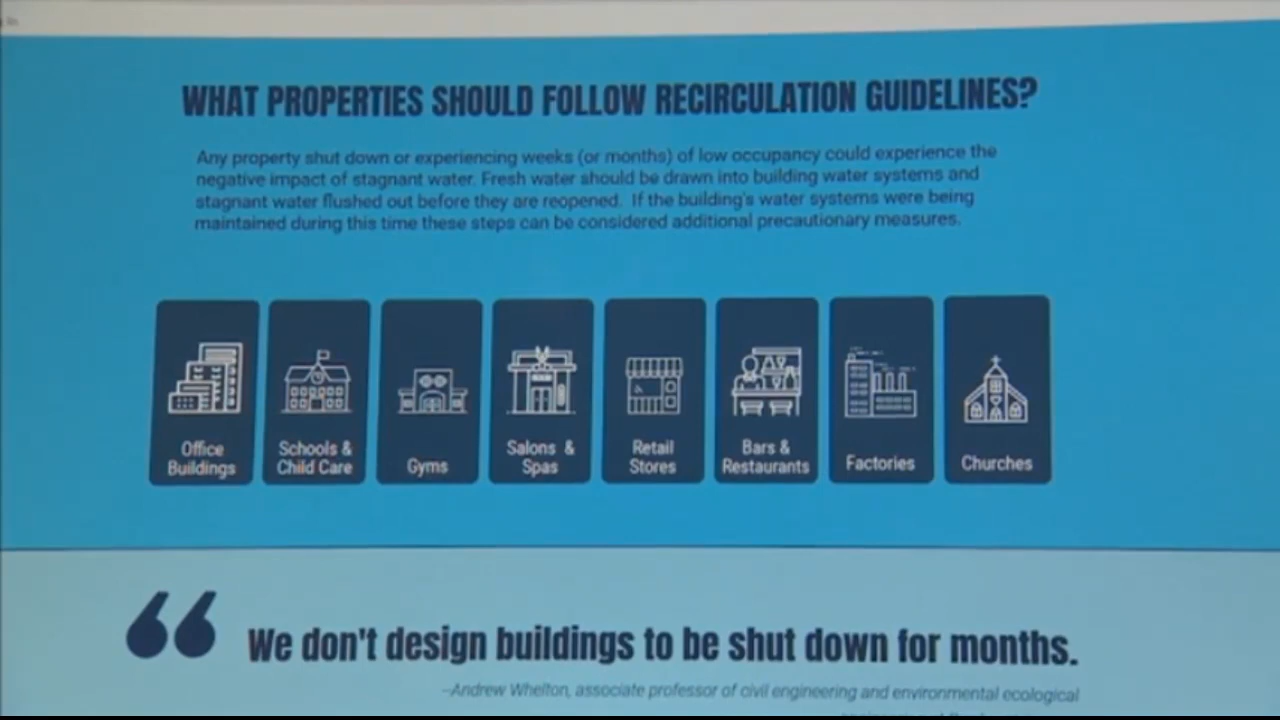 WHAT PROPERTIES SHOULD FOLLOW RECIRCULATION GUIDELINES?
Any property shut down or experiencing weeks (or months) of low occupancy could experience the
negative impact of stagnant water. Fresh water should be drawn into building water systems and
stagnant water flushed out before they are reopened. If the building's water systems were being
maintained during this time these steps can be considered additional precautionary measures.
Office
Buildings
Schools &
Child Care
Gyms
Salons &
Spas
Retail
Stores
Bars &
Restaurants
Factories
Churches
We don't design buildings to be shut down for months.
–Andrew Whelton, associate professor of civil engineering and environmental ecological